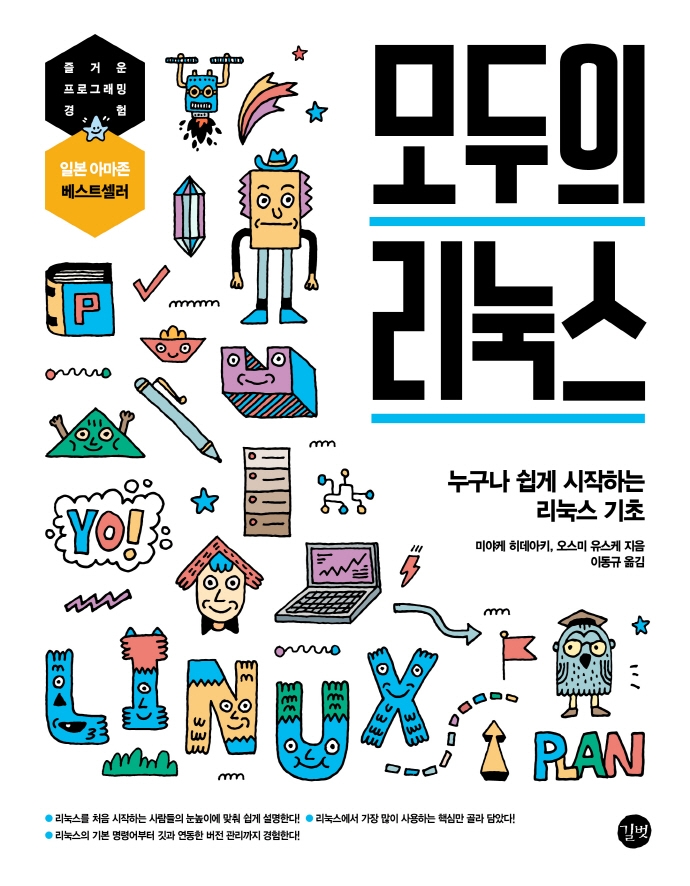 즐거운
프로그래밍
경험
일본 아마존
베스트셀러
모두의
리눅스
P
누구나 쉽게 시작하는
리눅스 기초
미야케 히데아키, 오스미 유스케 지음
이동규 옮김
YO!
LINUX
PLAN
리눅스를 처음 시작하는 사람들의 눈높이에 맞춰 쉽게 설명한다! 리눅스에서 가장 많이 사용하는 핵심만 골라 담았다!
리눅스의 기본 명령어부터 깃과 연동한 버전 관리까지 경험한다!
길벗